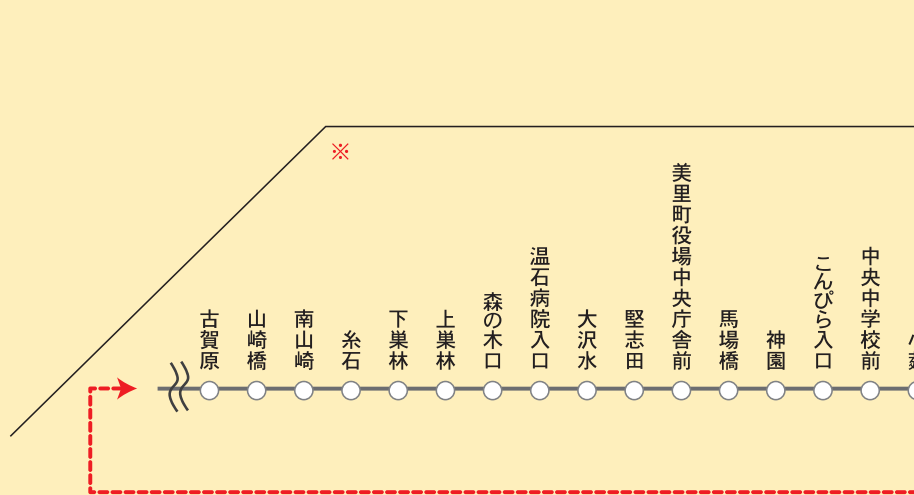 ※
古賀原
山崎橋
南山崎
糸石
下巣林
上巣林
森の木口
温石病院入口
大沢水
堅志田
美里町役場中央庁舎前
馬場橋
神園
こんぴら入口
中央中学校前